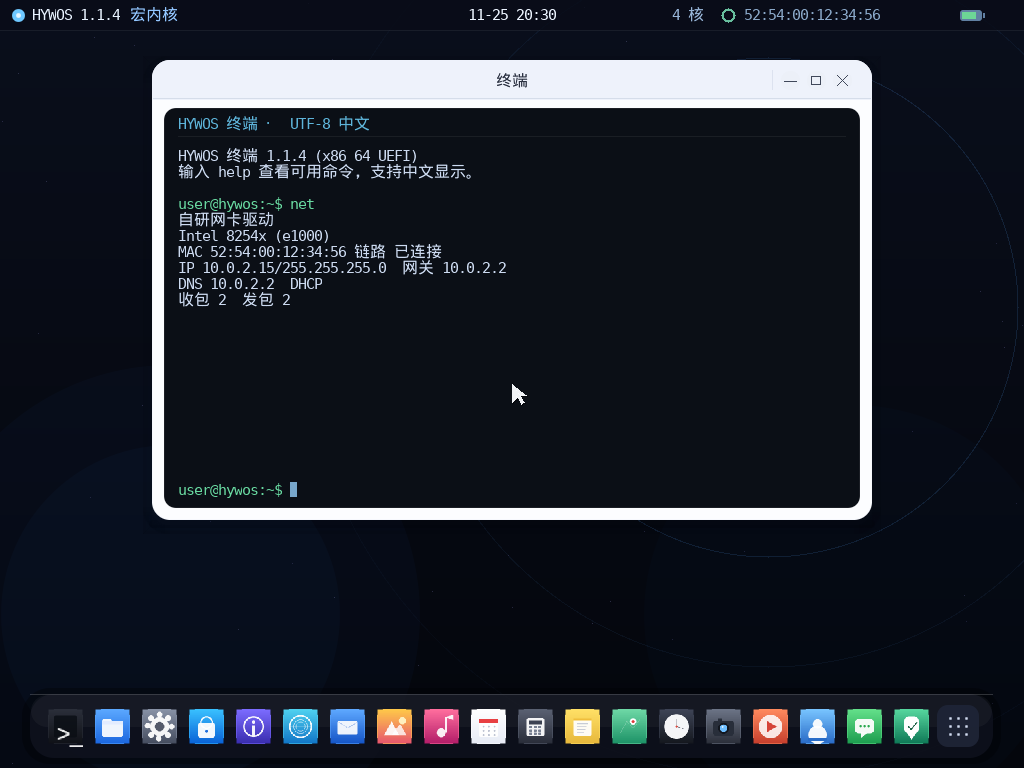 HYWOS 1.1.4 宏内核
11-25 20:30
4 核
52:54:00:12:34:56
终端
HYWOS 终端 · UTF-8 中文
HYWOS 终端 1.1.4 (x86 64 UEFI)
输入 help 查看可用命令，支持中文显示。
user@hywos:~$ net
自研网卡驱动
Intel 8254x (e1000)
MAC 52:54:00:12:34:56 链路 已连接
IP 10.0.2.15/255.255.255.0 网关 10.0.2.2
DNS 10.0.2.2 DHCP
收包 2 发包 2
user@hywos:~$